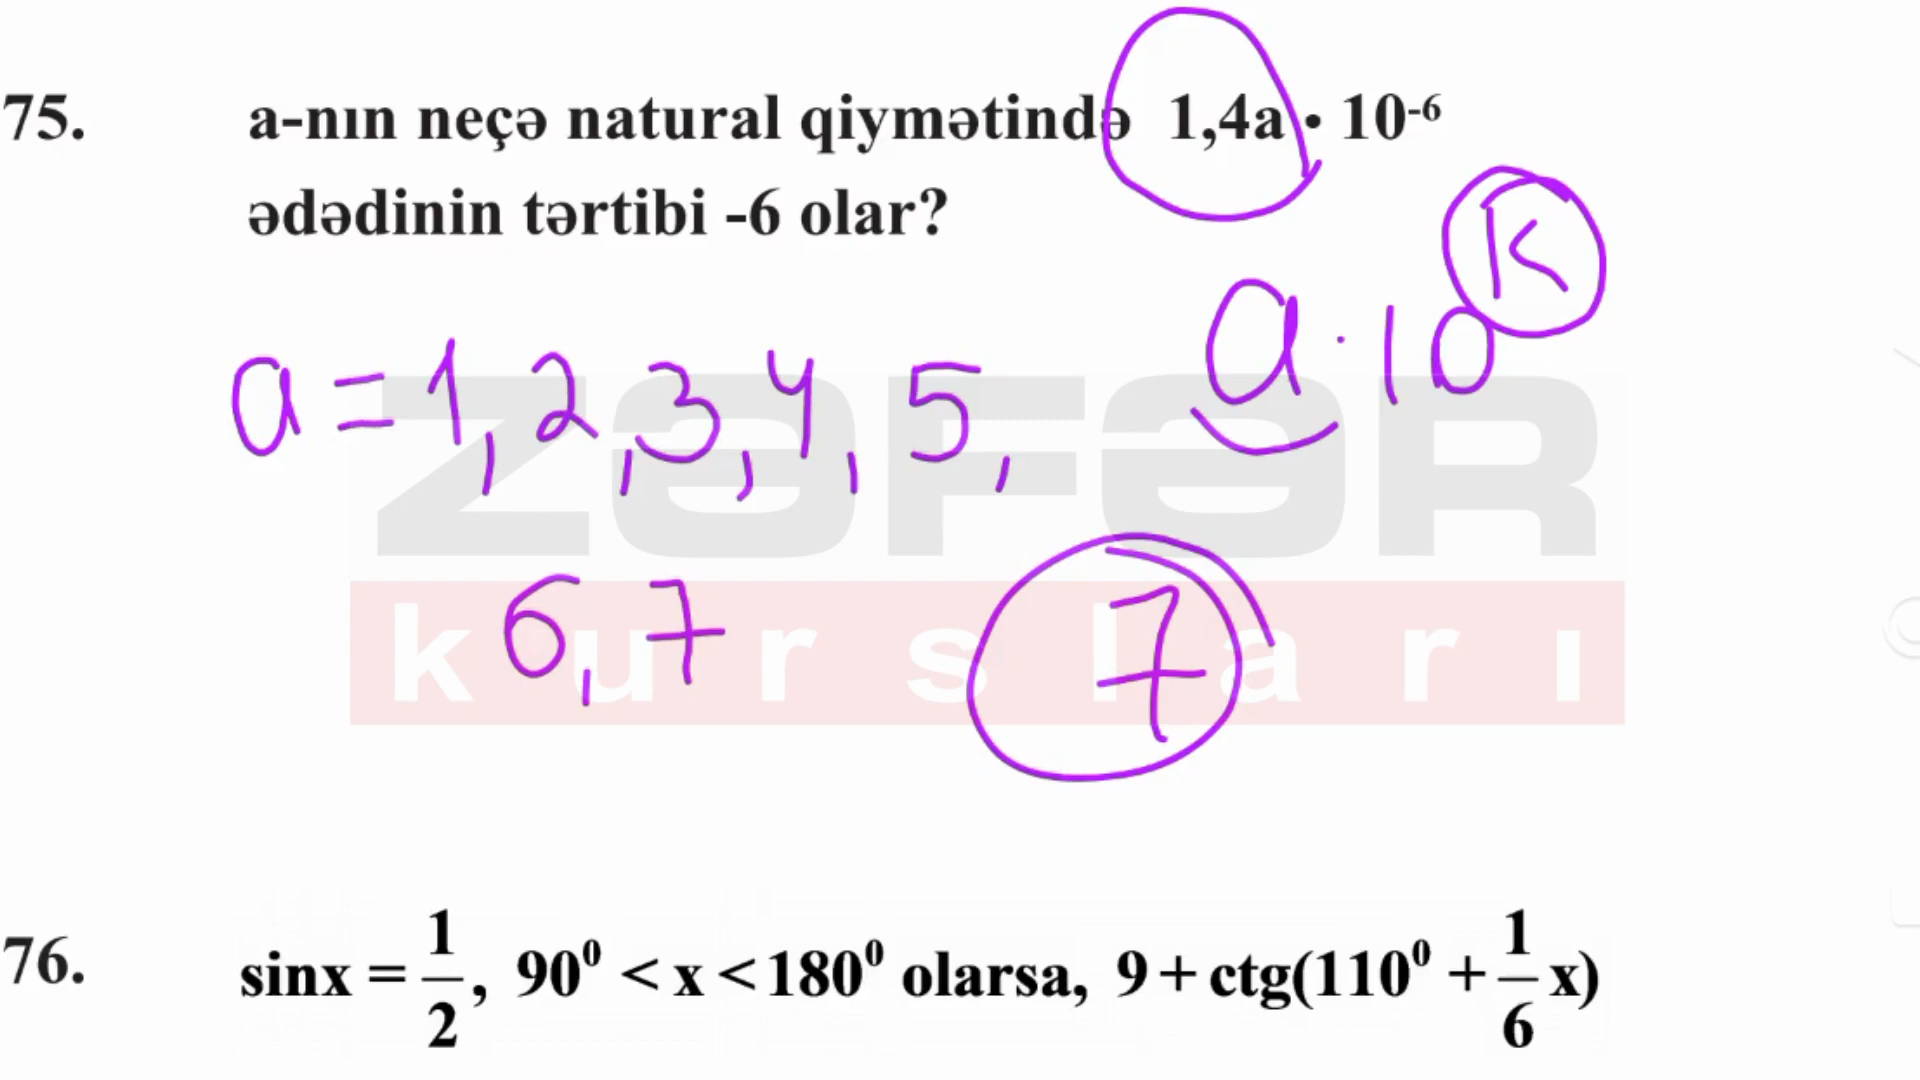 75. a-nın neçə natural qiymətində 1,4a • 10⁻⁶
ədədinin tərtibi -6 olar?
a · 10ᴷ
a = 1, 2, 3, 4, 5,
6, 7
7
ZƏFƏR
kursları
76. sinx = 1/2, 90⁰ < x < 180⁰ olarsa, 9 + ctg(110⁰ + 1/6 x)